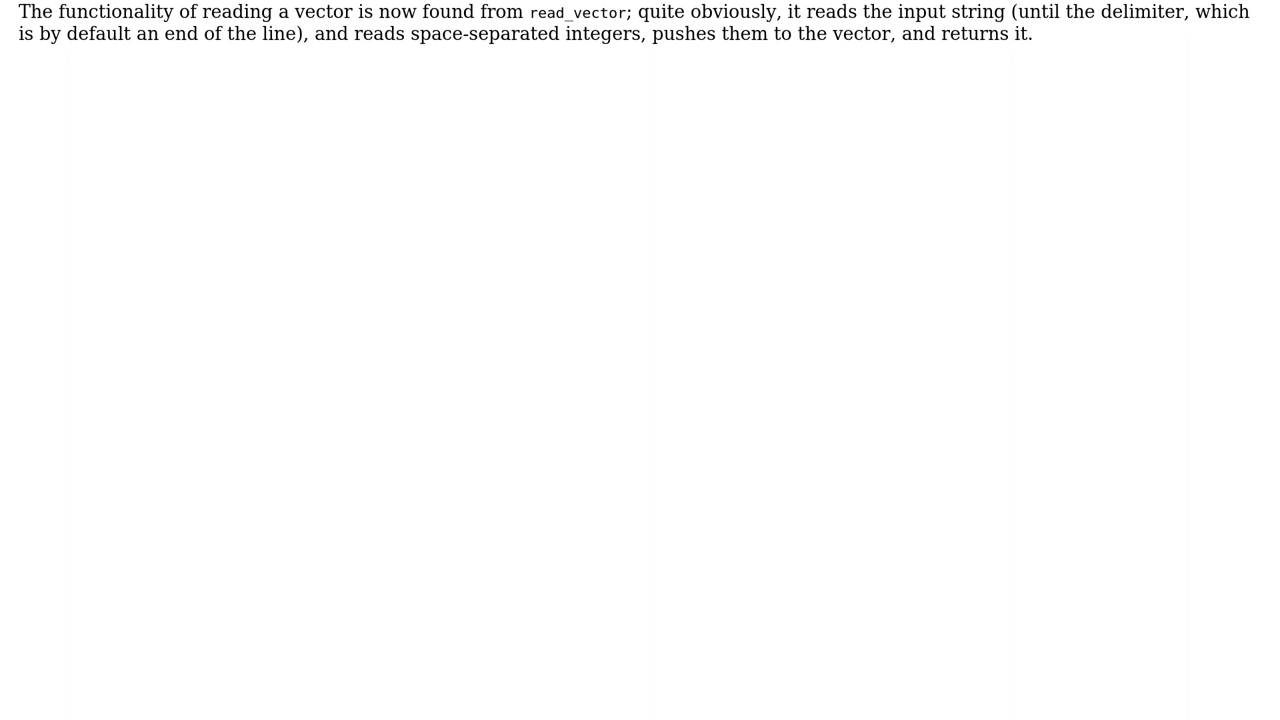 The functionality of reading a vector is now found from read_vector; quite obviously, it reads the input string (until the delimiter, which
is by default an end of the line), and reads space-separated integers, pushes them to the vector, and returns it.